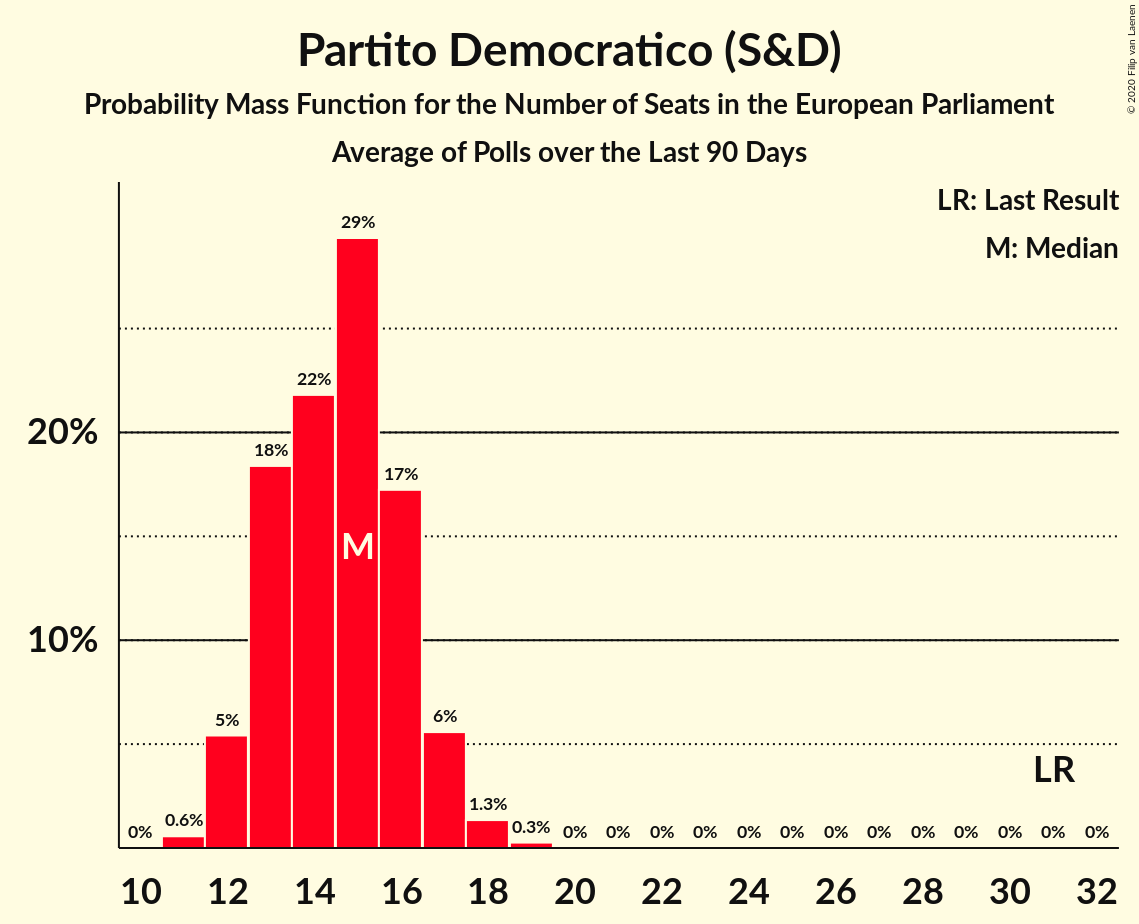 Partito Democratico (S&D)
Probability Mass Function for the Number of Seats in the European Parliament
Average of Polls over the Last 90 Days
© 2020 Filip van Laenen
LR: Last Result
M: Median
29%
22%
20%
18%
17%
M
10%
5%
6%
LR
0%
0.6%
1.3%
0.3%
0% 0% 0% 0% 0% 0% 0% 0% 0% 0% 0% 0% 0%
10 12 14 16 18 20 22 24 26 28 30 32